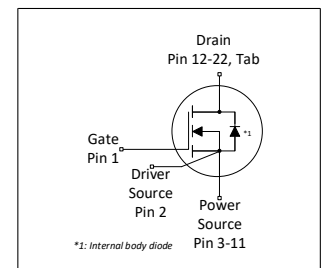 Drain
Pin 12-22, Tab
*1
Gate
Pin 1
Driver
Source
Pin 2
Power
Source
Pin 3-11
*1: Internal body diode